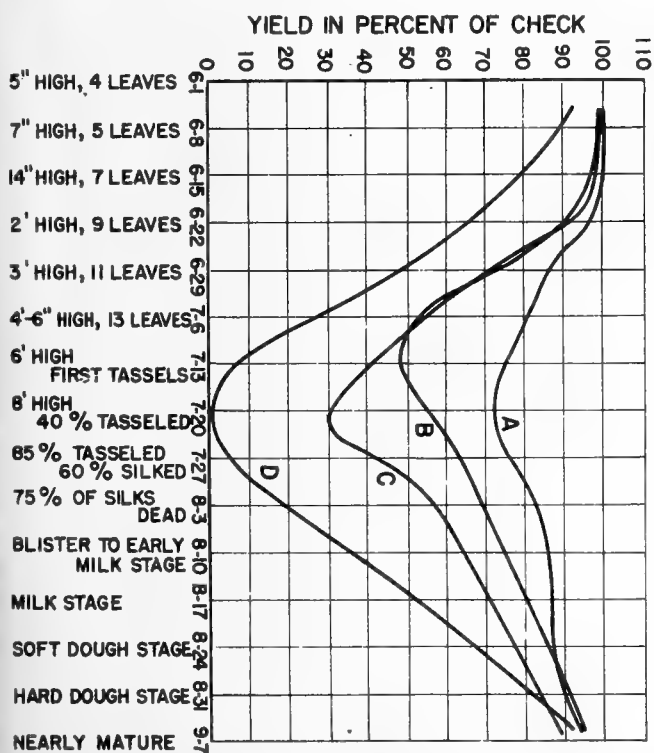 YIELD IN PERCENT OF CHECK
0 10 20 30 40 50 60 70 80 90 100 110
5" HIGH, 4 LEAVES 6-1
7" HIGH, 5 LEAVES 6-8
14" HIGH, 7 LEAVES 6-15
2' HIGH, 9 LEAVES 6-22
3' HIGH, 11 LEAVES 6-29
4'-6" HIGH, 13 LEAVES 7-6
6' HIGH
FIRST TASSELS 7-13
8' HIGH
40% TASSELED 7-20
85% TASSELED
60% SILKED 7-27
75% OF SILKS
DEAD 8-3
BLISTER TO EARLY
MILK STAGE 8-10
MILK STAGE 8-17
SOFT DOUGH STAGE 8-24
HARD DOUGH STAGE 8-31
NEARLY MATURE 9-7
A
B
C
D